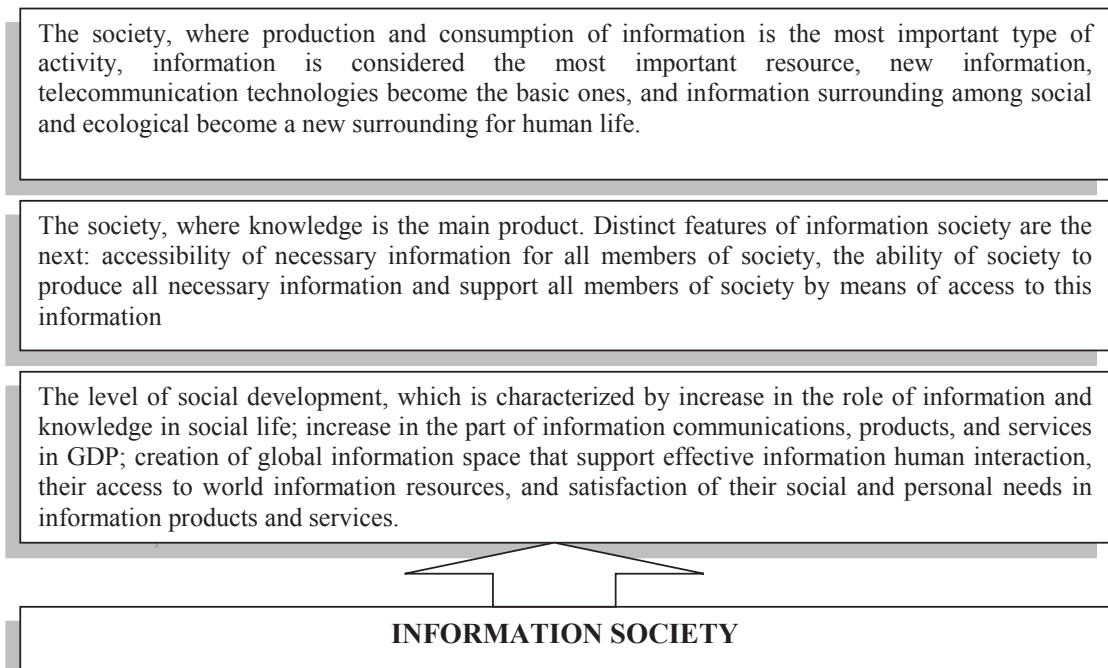 The society, where production and consumption of information is the most important type of
activity, information is considered the most important resource, new information,
telecommunication technologies become the basic ones, and information surrounding among social
and ecological become a new surrounding for human life.
The society, where knowledge is the main product. Distinct features of information society are the
next: accessibility of necessary information for all members of society, the ability of society to
produce all necessary information and support all members of society by means of access to this
information
The level of social development, which is characterized by increase in the role of information and
knowledge in social life; increase in the part of information communications, products, and services
in GDP; creation of global information space that support effective information human interaction,
their access to world information resources, and satisfaction of their social and personal needs in
information products and services.
INFORMATION SOCIETY